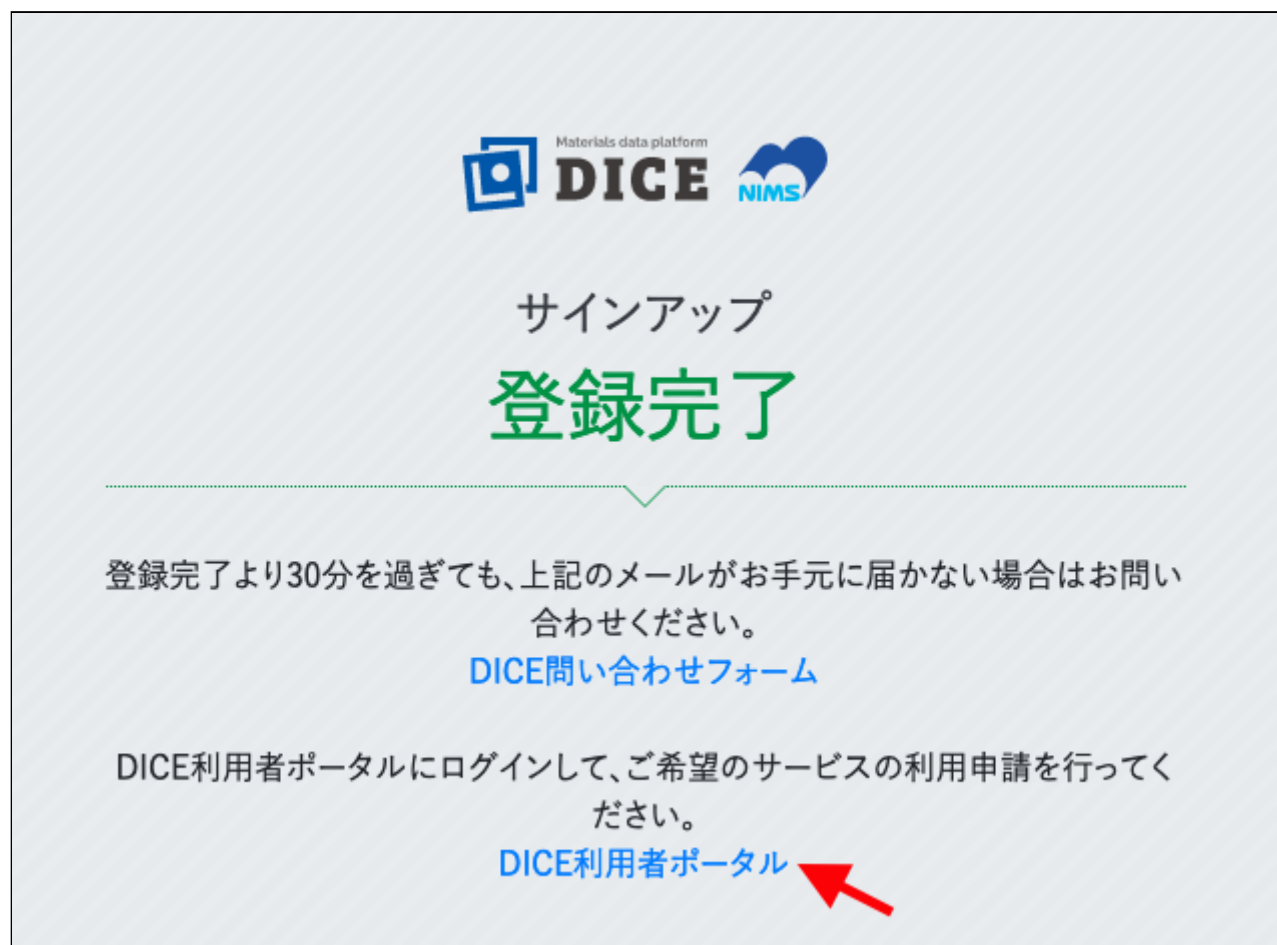 Materials data platform
DICE
NIMS
サインアップ
登録完了
登録完了より30分を過ぎても、上記のメールがお手元に届かない場合はお問い
合わせください。
DICE問い合わせフォーム
DICE利用者ポータルにログインして、ご希望のサービスの利用申請を行ってく
ださい。
DICE利用者ポータル